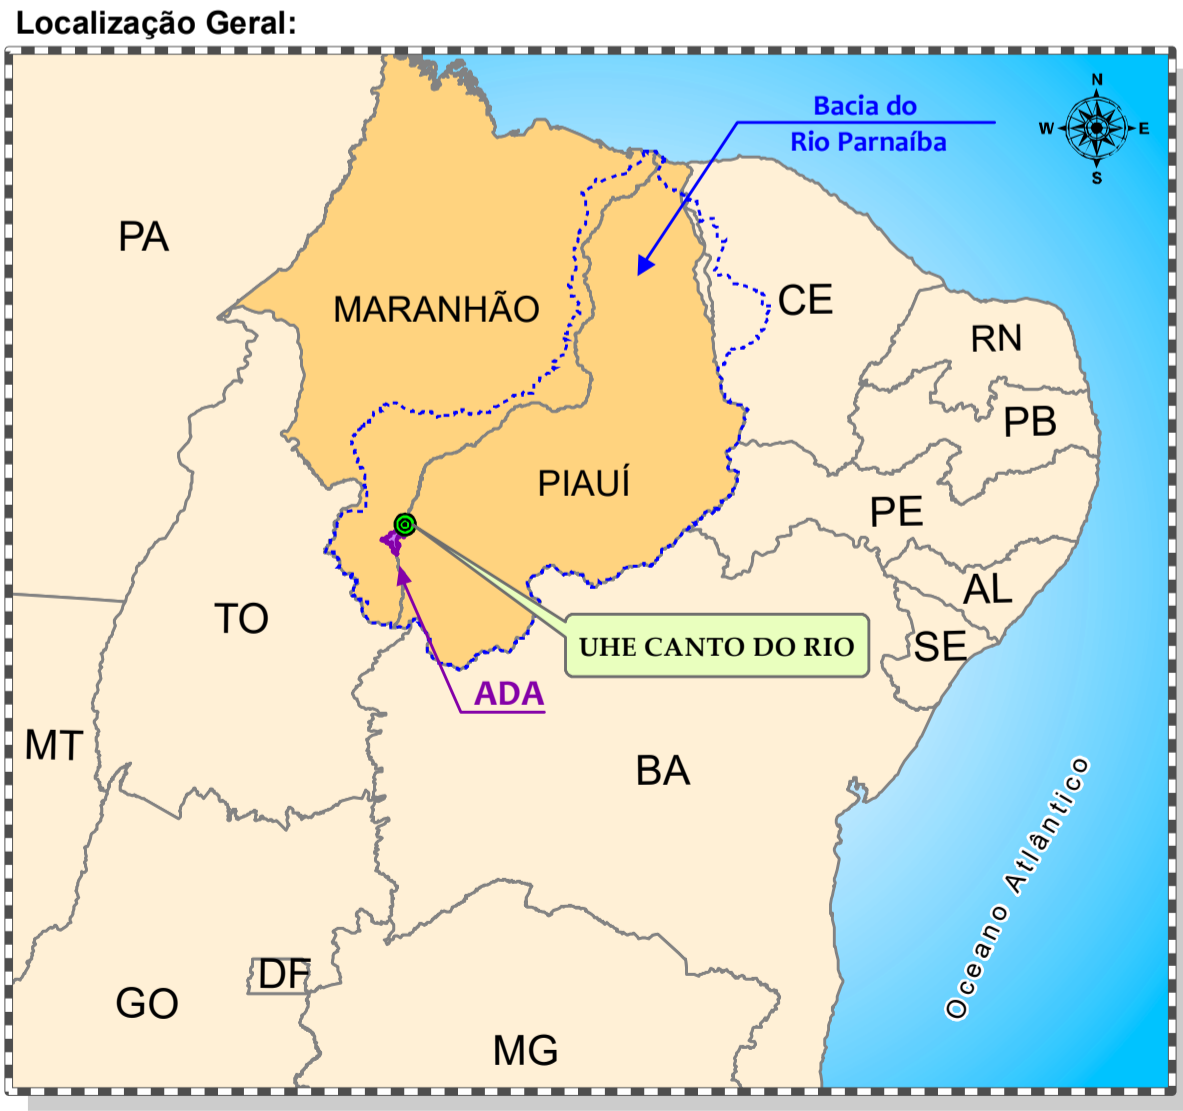 Localização Geral:
N
W E
S
Bacia do
Rio Parnaíba
PA
MARANHÃO
CE
RN
PB
PIAUÍ
PE
AL
TO
UHE CANTO DO RIO
SE
ADA
MT
BA
Oceano Atlântico
DF
GO
MG